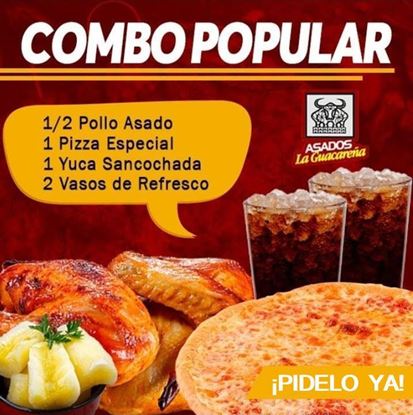 COMBO POPULAR
1/2 Pollo Asado
1 Pizza Especial
1 Yuca Sancochada
2 Vasos de Refresco
ASADOS
La Guacareña
¡PIDELO YA!